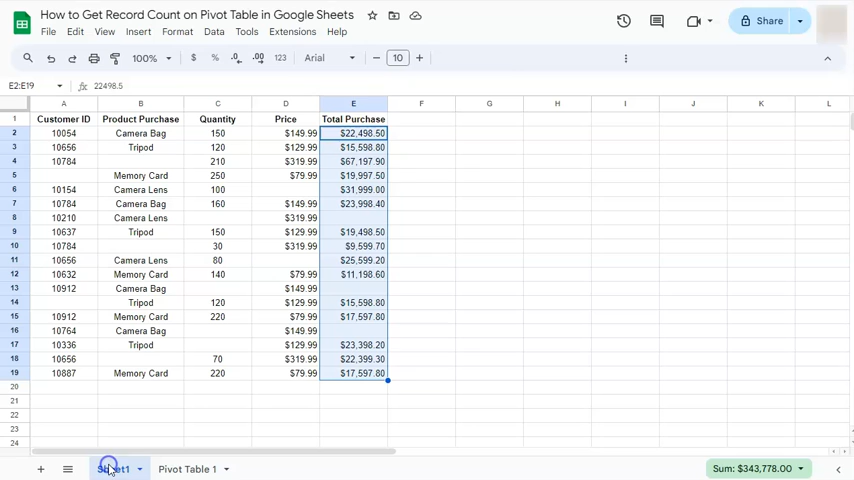 How to Get Record Count on Pivot Table in Google Sheets
File Edit View Insert Format Data Tools Extensions Help
Share
100% $ % .0 .00 123 Arial 10
E2:E19 fx 22498.5
A B C D E F G H I J K L
1 Customer ID Product Purchase Quantity Price Total Purchase
2 10054 Camera Bag 150 $149.99 $22,498.50
3 10656 Tripod 120 $129.99 $15,598.80
4 10784 210 $319.99 $67,197.90
5 Memory Card 250 $79.99 $19,997.50
6 10154 Camera Lens 100 $31,999.00
7 10784 Camera Bag 160 $149.99 $23,998.40
8 10210 Camera Lens $319.99
9 10637 Tripod 150 $129.99 $19,498.50
10 10784 30 $319.99 $9,599.70
11 10656 Camera Lens 80 $25,599.20
12 10632 Memory Card 140 $79.99 $11,198.60
13 10912 Camera Bag $149.99
14 Tripod 120 $129.99 $15,598.80
15 10912 Memory Card 220 $79.99 $17,597.80
16 10764 Camera Bag $149.99
17 10336 Tripod $129.99 $23,398.20
18 10656 70 $319.99 $22,399.30
19 10887 Memory Card 220 $79.99 $17,597.80
20
21
22
23
24
Sheet1 Pivot Table 1 Sum: $343,778.00